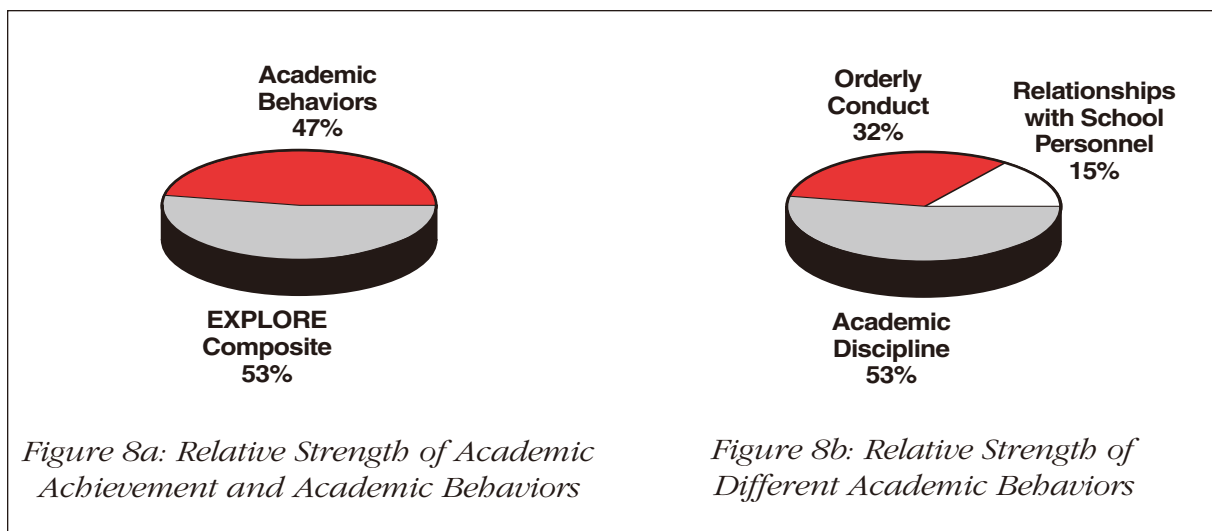 Academic
Behaviors
47%
EXPLORE
Composite
53%
Figure 8a: Relative Strength of Academic
Achievement and Academic Behaviors
Orderly
Conduct
32%
Relationships
with School
Personnel
15%
Academic
Discipline
53%
Figure 8b: Relative Strength of
Different Academic Behaviors